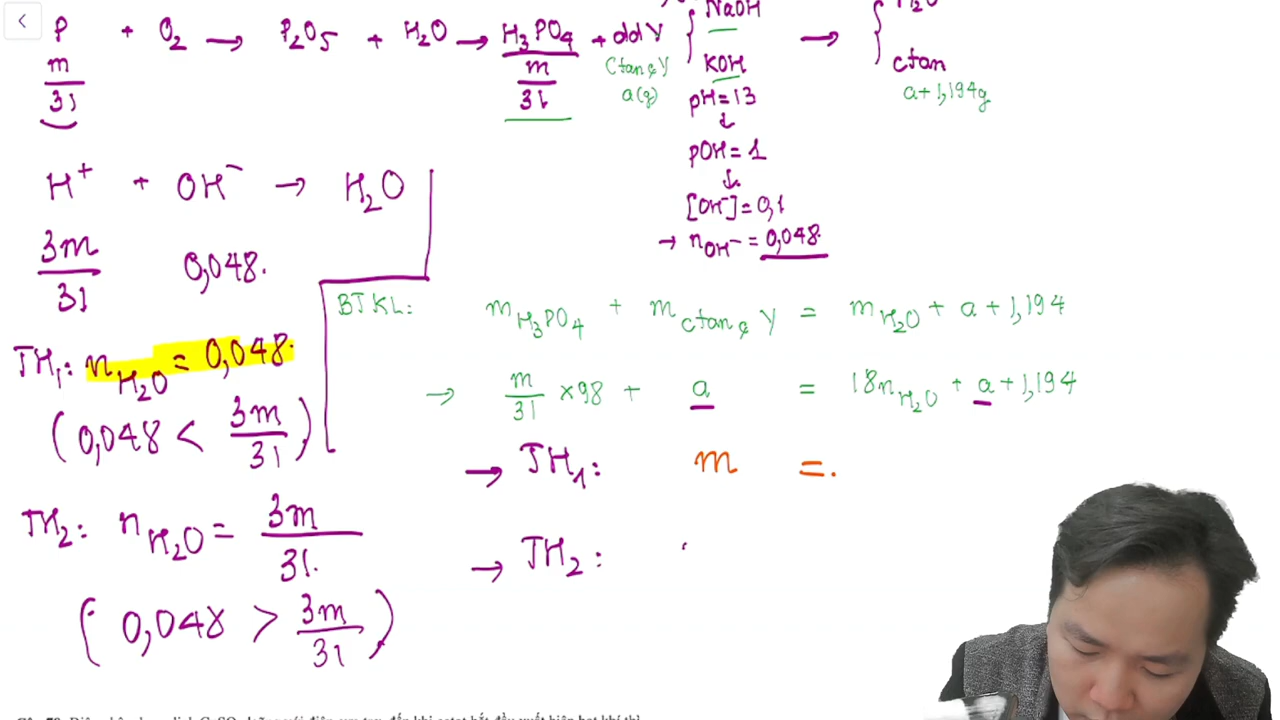 P + O2 → P2O5 + H2O → H3PO4 + dd Y { NaOH → { H2O
m/31 m/31 Ctan ở Y KOH ctan
a(g) pH=13 a+1,194g
↓
pOH=1
↓
[OH-]=0,1
→ nOH- = 0,048.
H+ + OH- → H2O
3m/31 0,048.
BTKL: mH3PO4 + mctan ở Y = mH2O + a+1,194
TH1: nH2O = 0,048.
→ m/31 ×98 + a = 18nH2O + a+1,194
(0,048 < 3m/31)
→ TH1: m =.
TH2: nH2O = 3m/31.
→ TH2:
(0,048 > 3m/31)